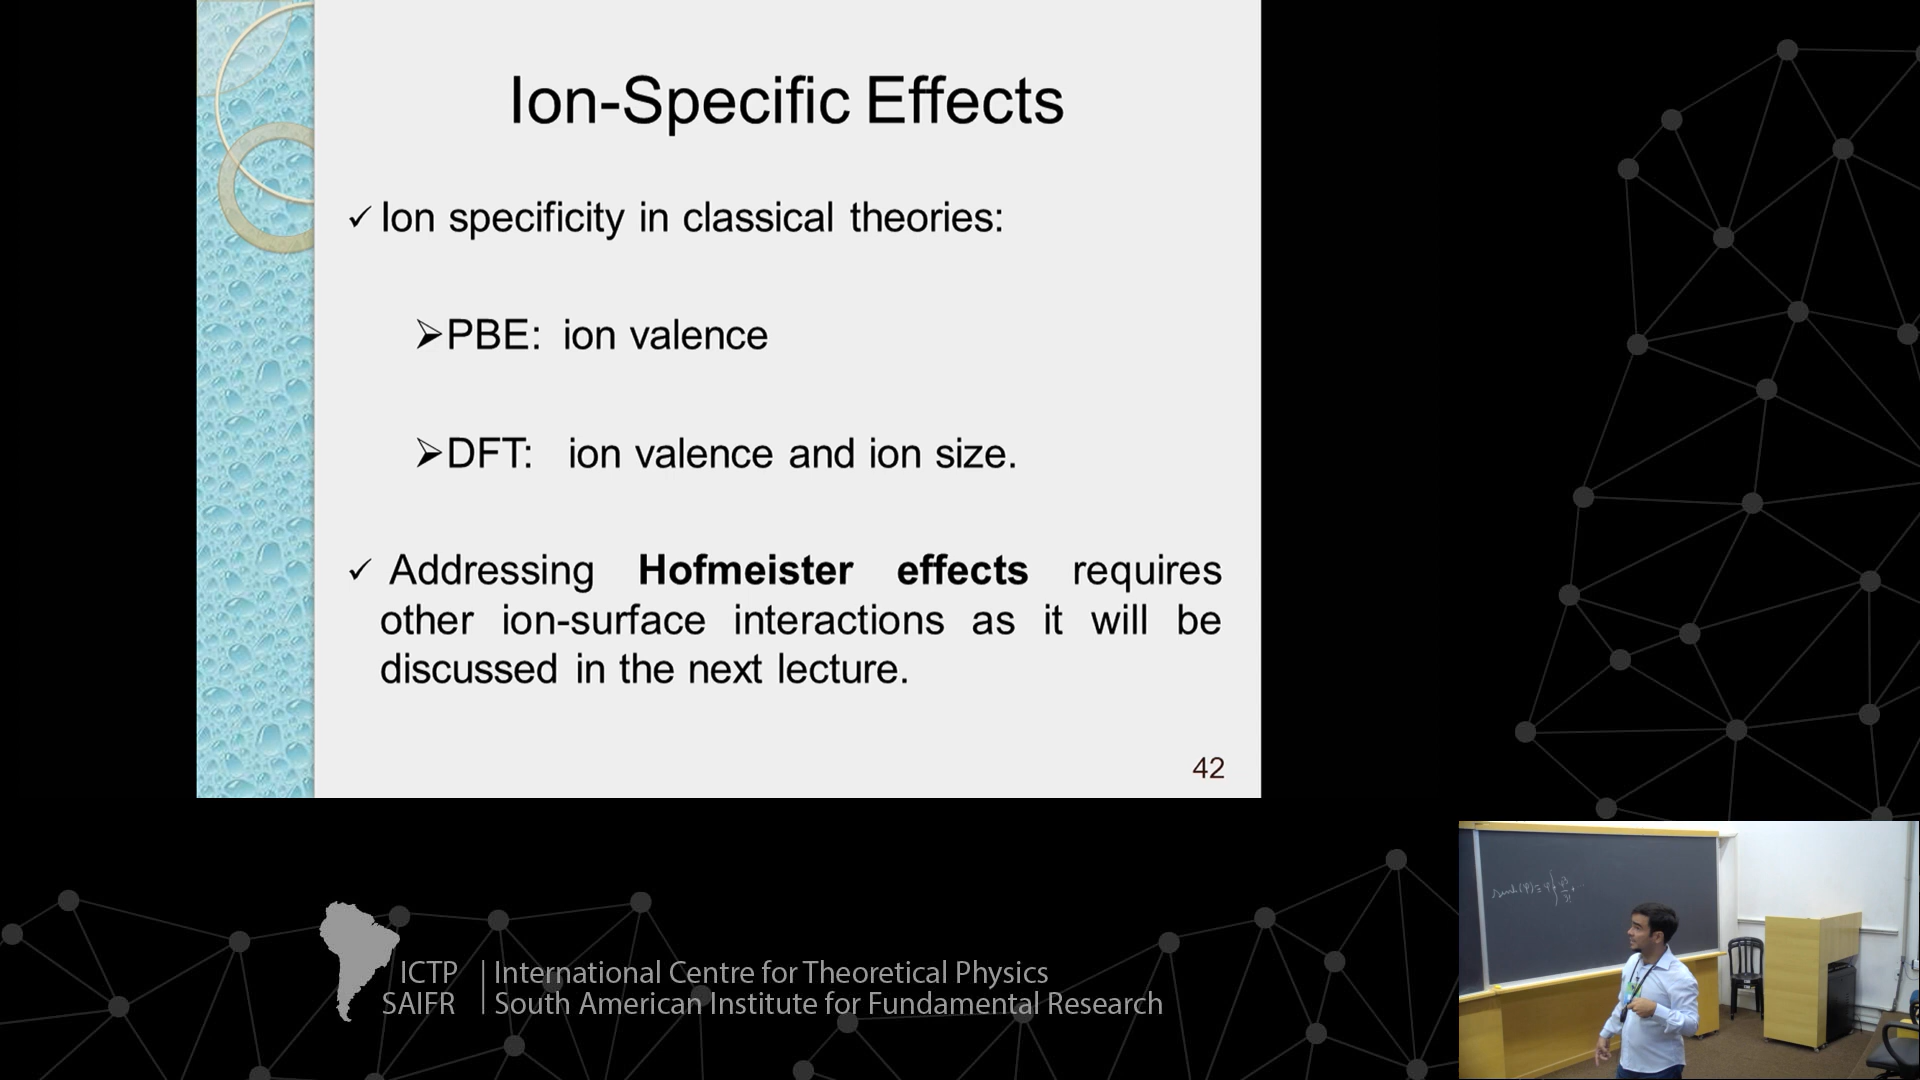 Ion-Specific Effects
✓ Ion specificity in classical theories:
➢PBE: ion valence
➢DFT: ion valence and ion size.
✓ Addressing Hofmeister effects requires
other ion-surface interactions as it will be
discussed in the next lecture.
42
ICTP | International Centre for Theoretical Physics
SAIFR | South American Institute for Fundamental Research